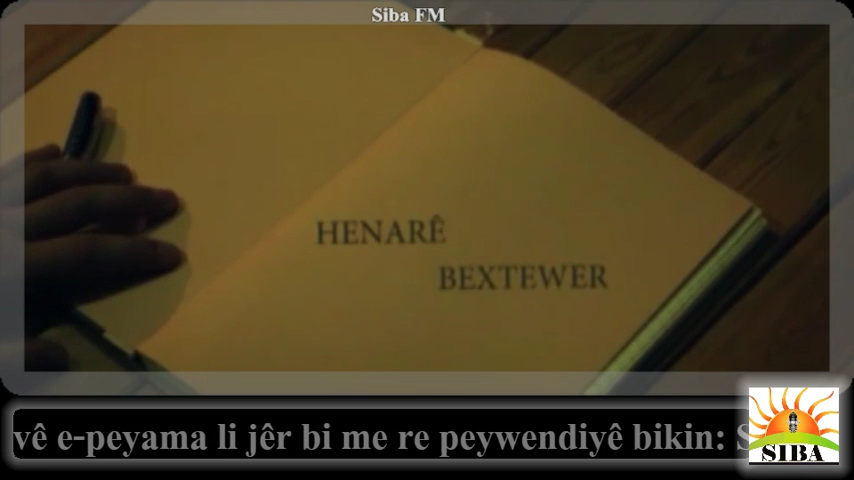 Siba FM
HENARÊ
BEXTEWER
vê e-peyama li jêr bi me re peywendiyê bikin: S
SIBA